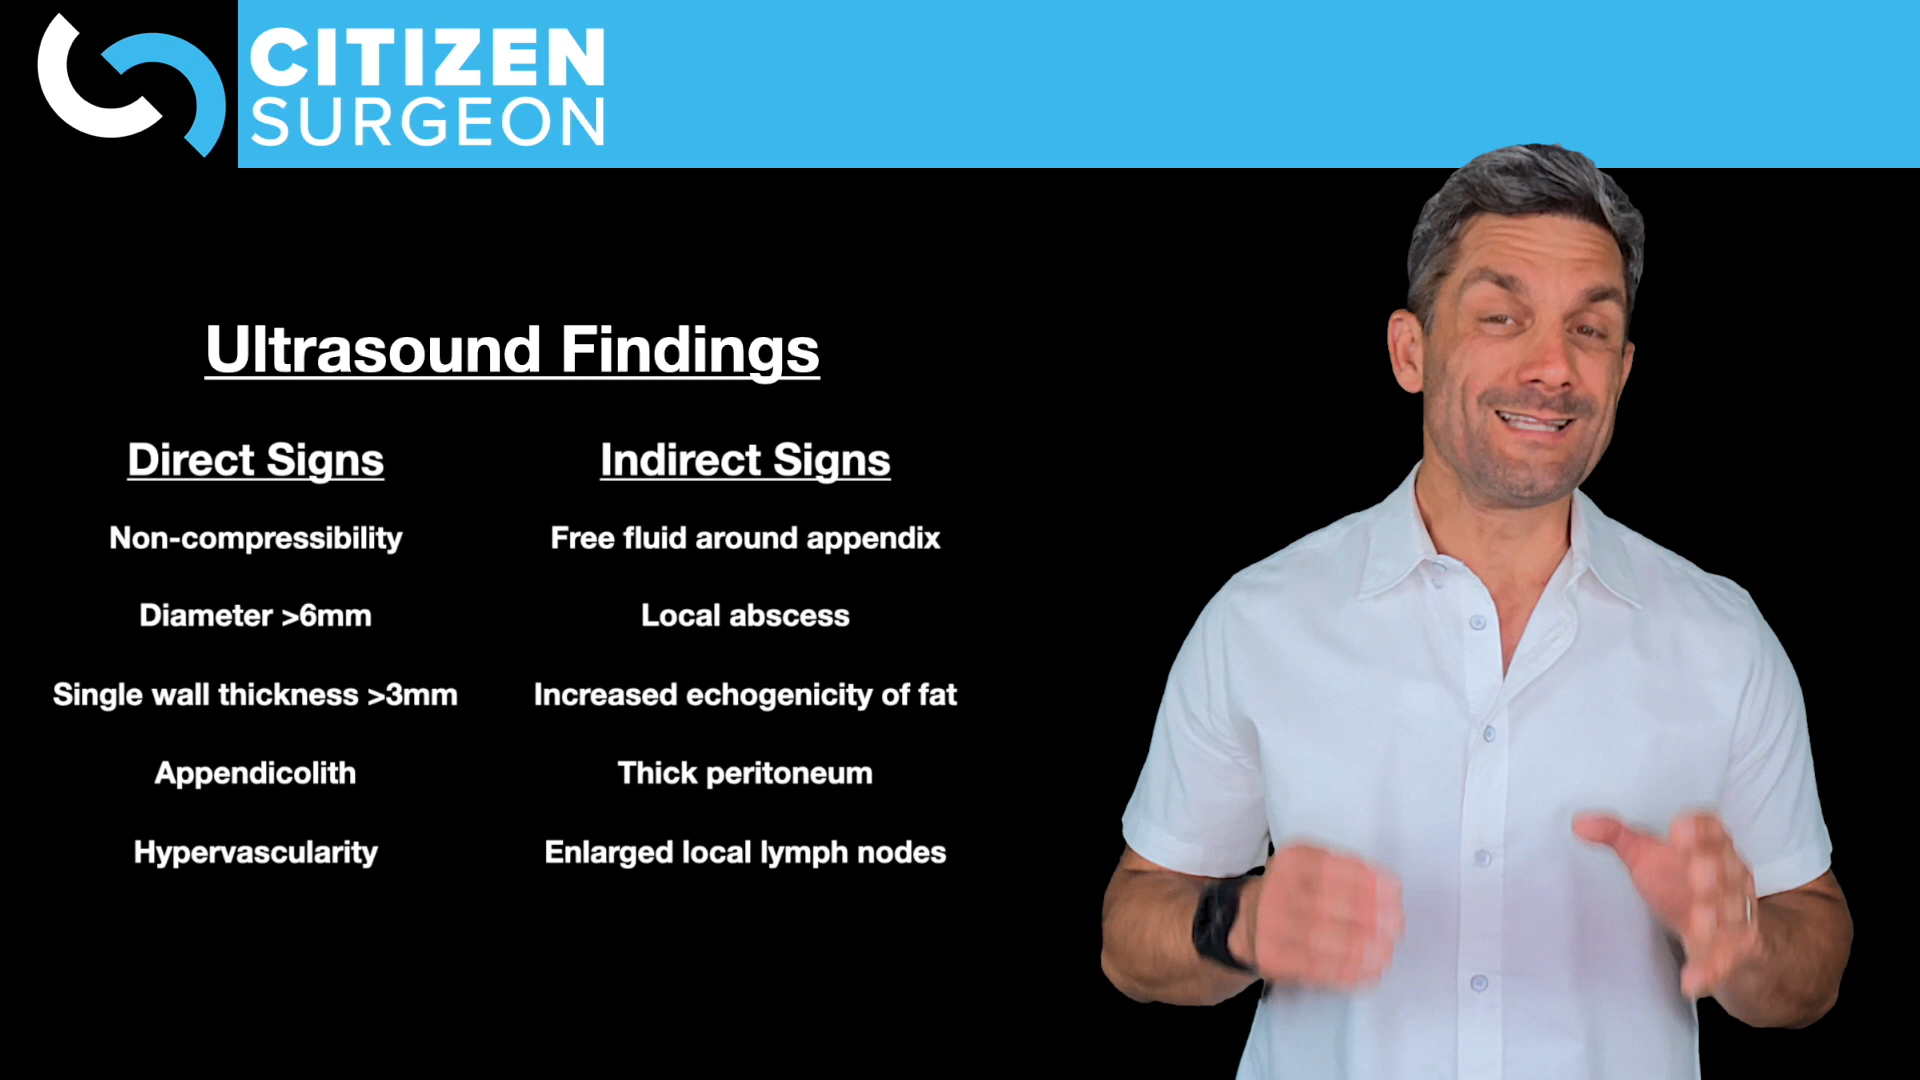 CITIZEN
SURGEON
Ultrasound Findings
Direct Signs
Non-compressibility
Diameter >6mm
Single wall thickness >3mm
Appendicolith
Hypervascularity
Indirect Signs
Free fluid around appendix
Local abscess
Increased echogenicity of fat
Thick peritoneum
Enlarged local lymph nodes